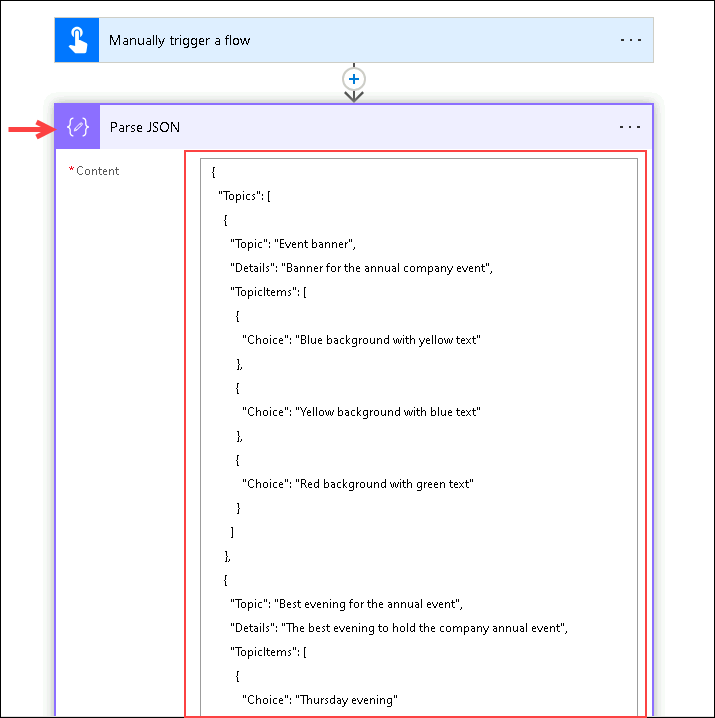 Manually trigger a flow
Parse JSON
*Content
{
"Topics": [
{
"Topic": "Event banner",
"Details": "Banner for the annual company event",
"TopicItems": [
{
"Choice": "Blue background with yellow text"
},
{
"Choice": "Yellow background with blue text"
},
{
"Choice": "Red background with green text"
}
]
},
{
"Topic": "Best evening for the annual event",
"Details": "The best evening to hold the company annual event",
"TopicItems": [
{
"Choice": "Thursday evening"